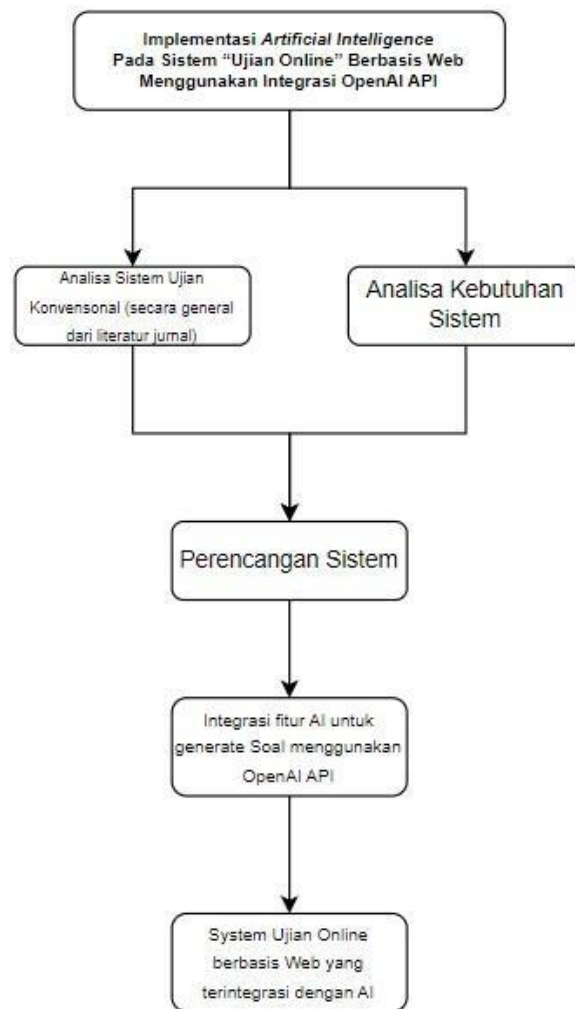 Implementasi Artificial Intelligence
Pada Sistem “Ujian Online” Berbasis Web
Menggunakan Integrasi OpenAI API
Analisa Sistem Ujian
Konvensonal (secara general
dari literatur jurnal)
Analisa Kebutuhan
Sistem
Perencangan Sistem
Integrasi fitur AI untuk
generate Soal menggunakan
OpenAI API
System Ujian Online
berbasis Web yang
terintegrasi dengan AI